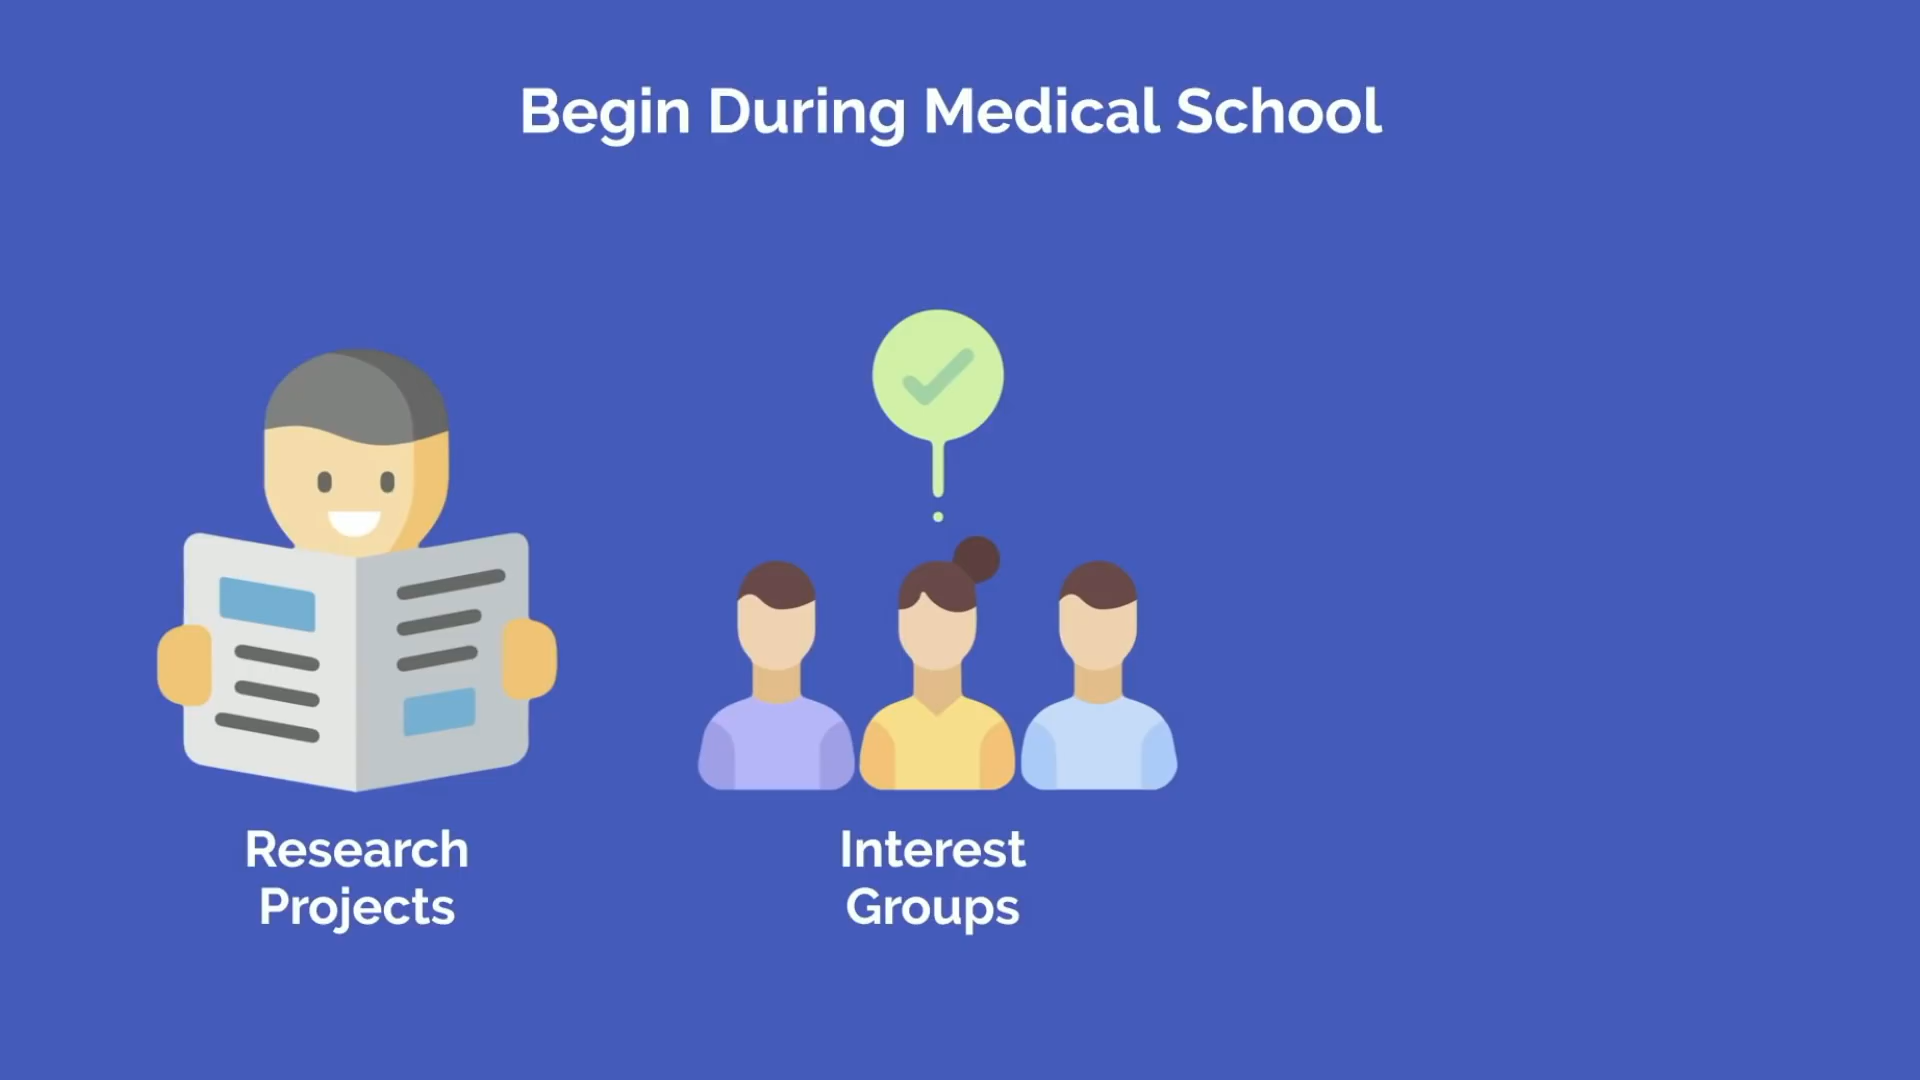 Begin During Medical School
Research
Projects
Interest
Groups